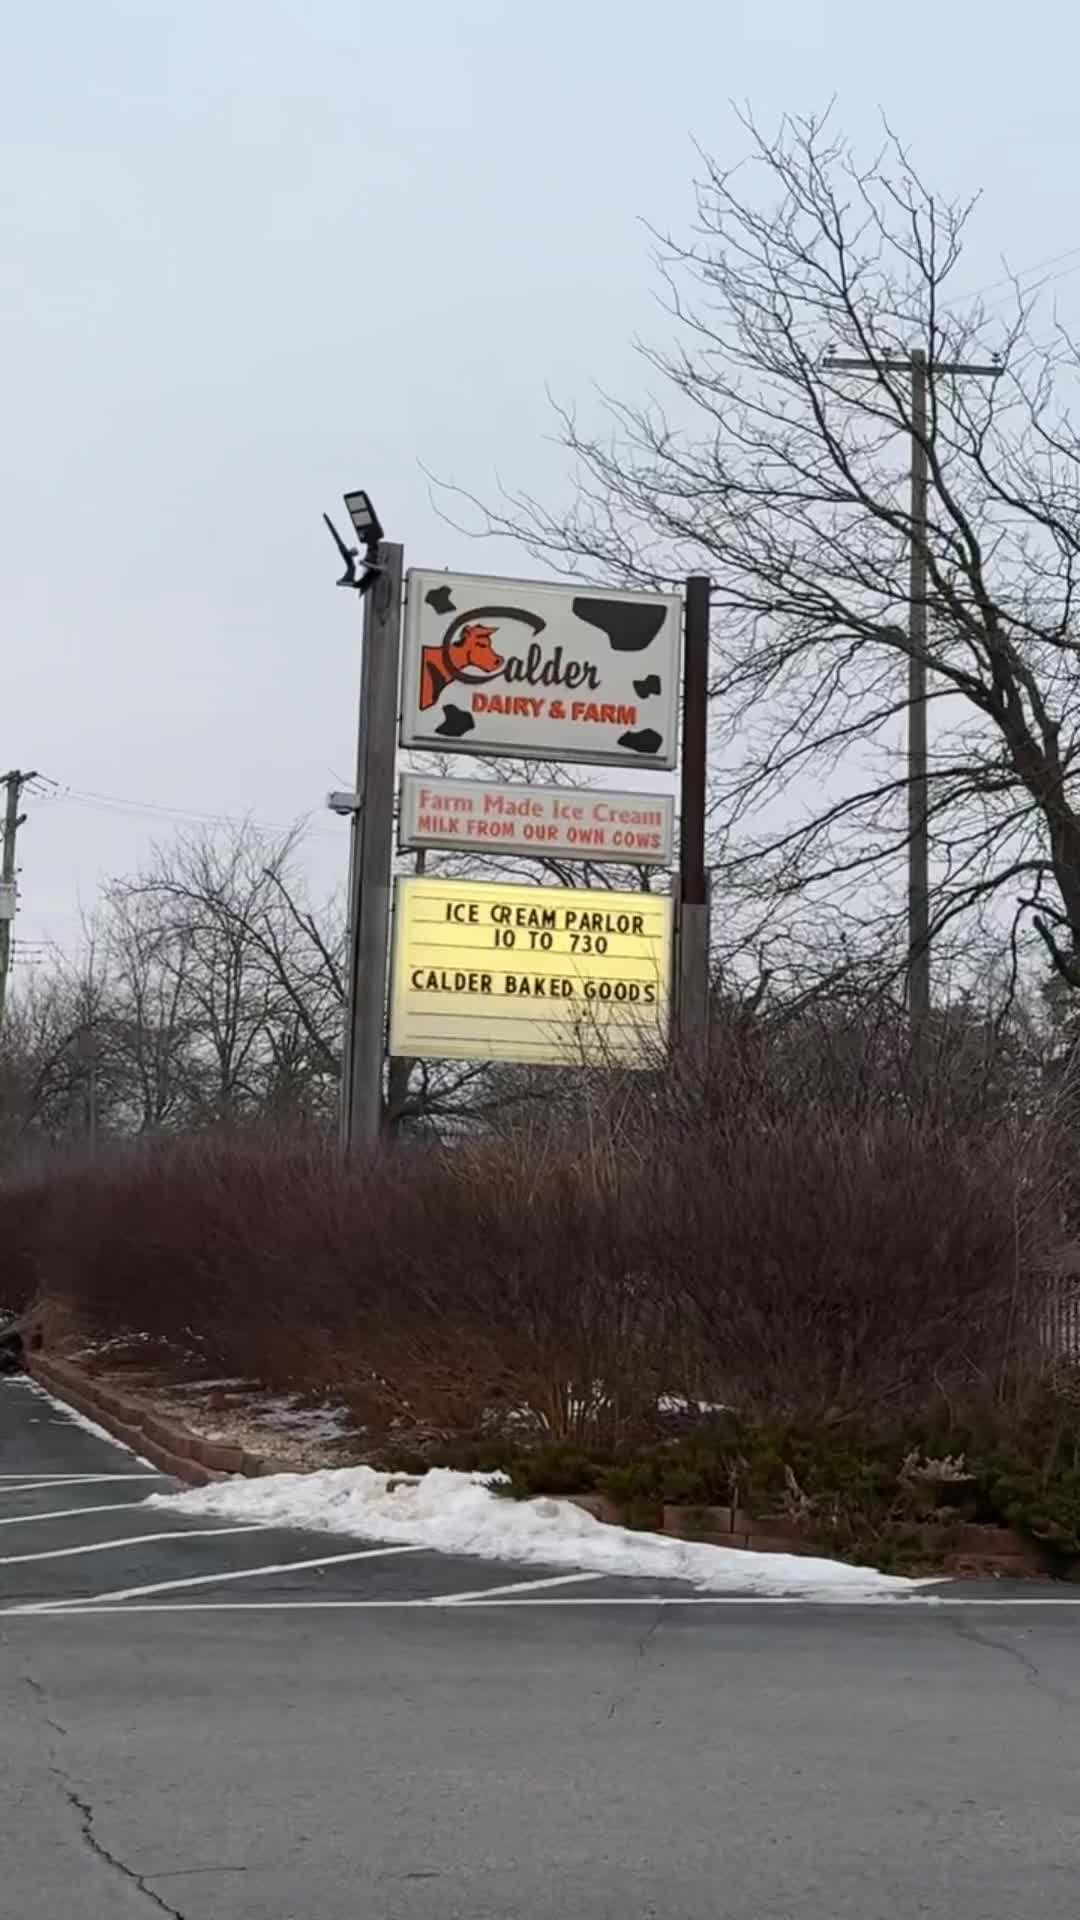 Calder
DAIRY & FARM
Farm Made Ice Cream
MILK FROM OUR OWN COWS
ICE CREAM PARLOR
10 TO 730
CALDER BAKED GOODS